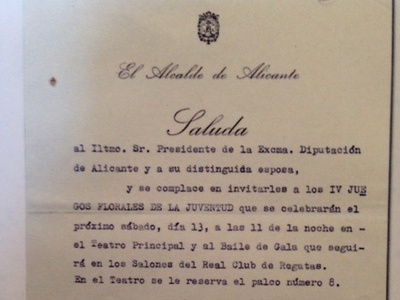 El Alcalde de Alicante
Saluda
al Iltmo. Sr. Presidente de la Excma. Diputación
de Alicante y a su distinguida esposa,
y se complace en invitarles a los IV JUE
GOS FLORALES DE LA JUVENTUD que se celebrarán el
próximo sábado, día 13, a las 11 de la noche en -
el Teatro Principal y al Baile de Gala que segui
rá en los Salones del Real Club de Regatas.
En el Teatro se le reserva el palco número 8.